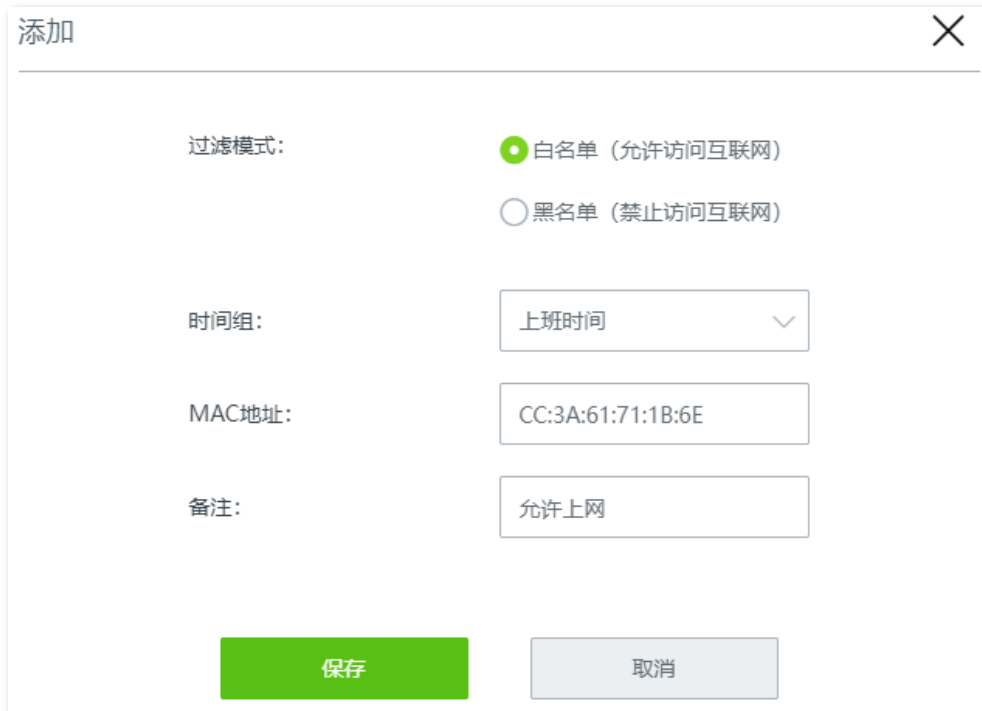 添加
过滤模式：
白名单（允许访问互联网）
黑名单（禁止访问互联网）
时间组：
上班时间
MAC地址：
CC:3A:61:71:1B:6E
备注：
允许上网
保存
取消